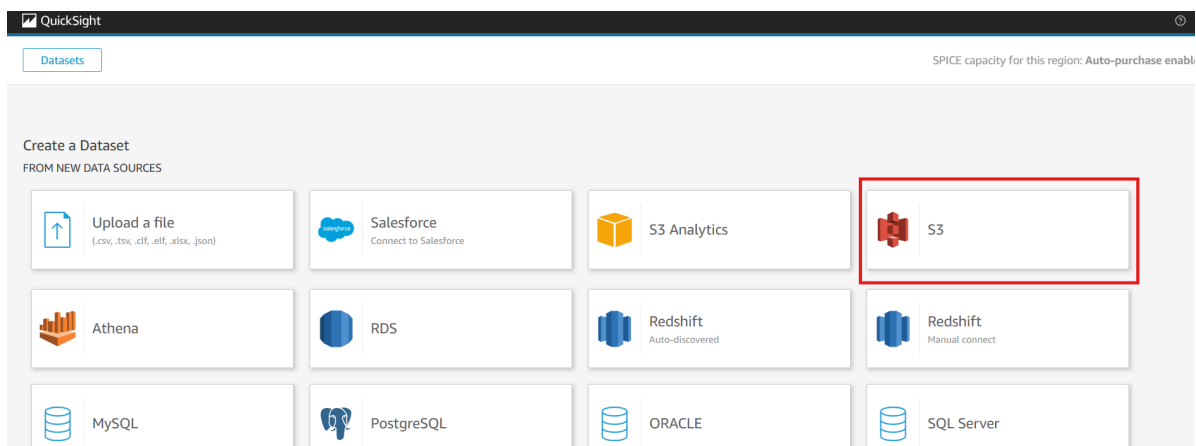 QuickSight
Datasets
SPICE capacity for this region: Auto-purchase enabl
Create a Dataset
FROM NEW DATA SOURCES
Upload a file
(.csv, .tsv, .clf, .elf, .xlsx, .json)
salesforce
Salesforce
Connect to Salesforce
S3 Analytics
S3
Athena
RDS
Redshift
Auto-discovered
Redshift
Manual connect
MySQL
PostgreSQL
ORACLE
SQL Server